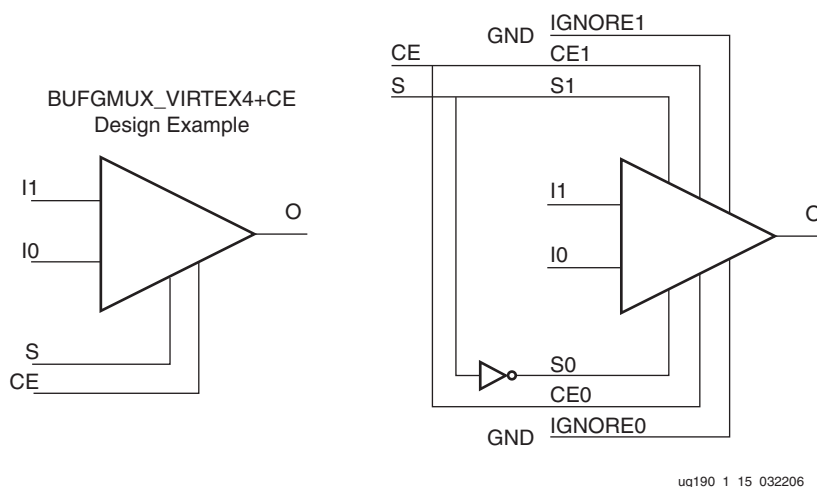 BUFGMUX_VIRTEX4+CE
Design Example
I1
I0
O
S
CE
GND
IGNORE1
CE
CE1
S
S1
I1
I0
O
S0
CE0
GND
IGNORE0
ug190_1_15_032206